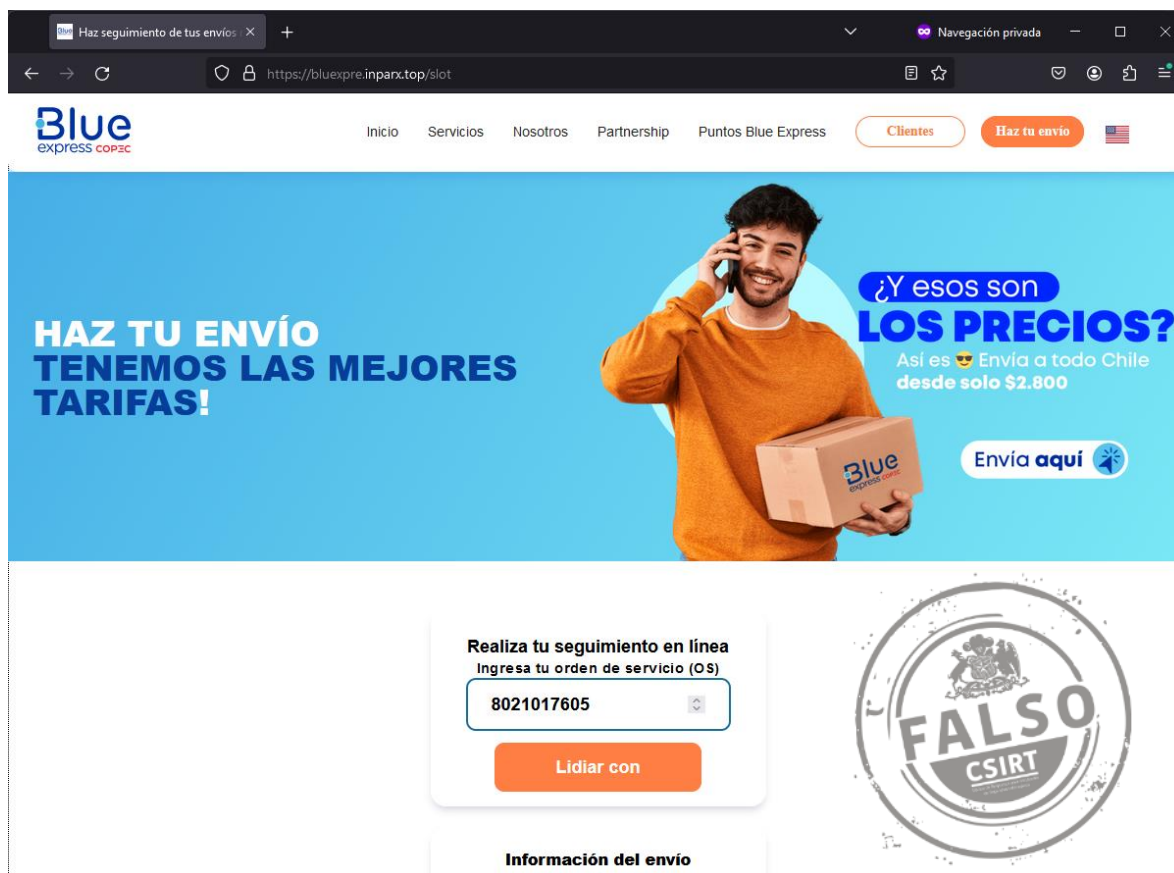 Blue Haz seguimiento de tus envíos
Navegación privada
https://bluexpre.inparx.top/slot
Blue
express COPEC
Inicio Servicios Nosotros Partnership Puntos Blue Express Clientes Haz tu envío
¿Y esos son
LOS PRECIOS?
Así es 😎 Envía a todo Chile
desde solo $2.800
HAZ TU ENVÍO
TENEMOS LAS MEJORES
TARIFAS!
Envía aquí
Blue
express COPEC
Realiza tu seguimiento en línea
Ingresa tu orden de servicio (OS)
8021017605
Lidiar con
FALSO
CSIRT
Información del envío